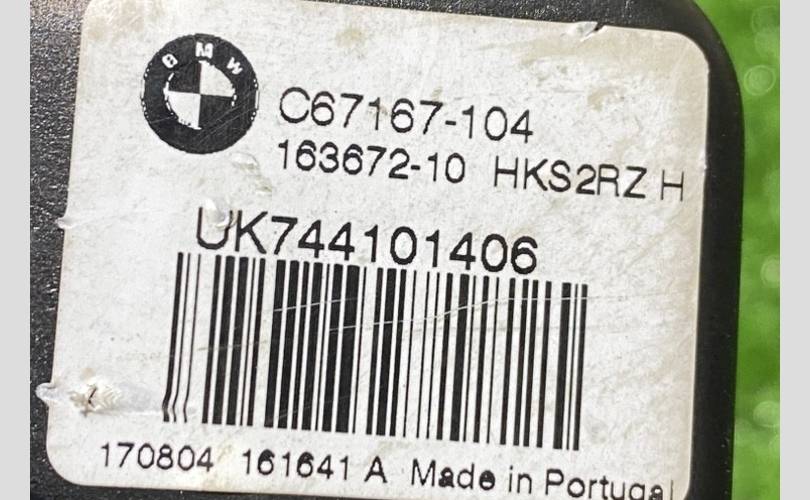 BMW
C67167-104
163672-10 HKS2RZ H
UK744101406
170804 161641 A Made in Portugal